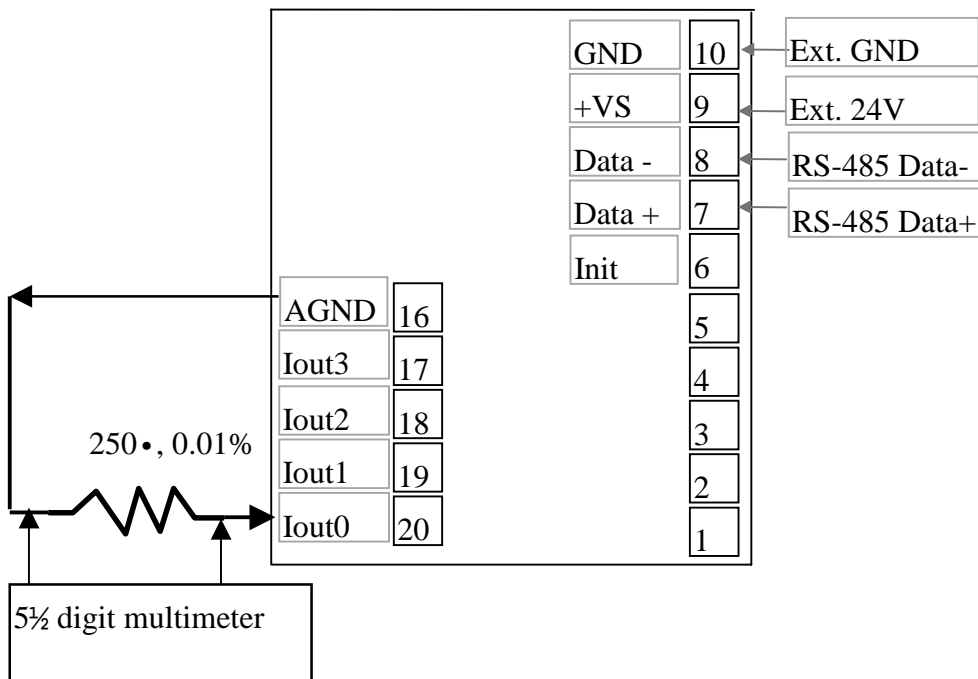 GND 10 Ext. GND
+VS 9 Ext. 24V
Data - 8 RS-485 Data-
Data + 7 RS-485 Data+
Init 6
AGND 16 5
Iout3 17 4
Iout2 18 3
250•, 0.01%
Iout1 19 2
Iout0 20 1
5½ digit multimeter